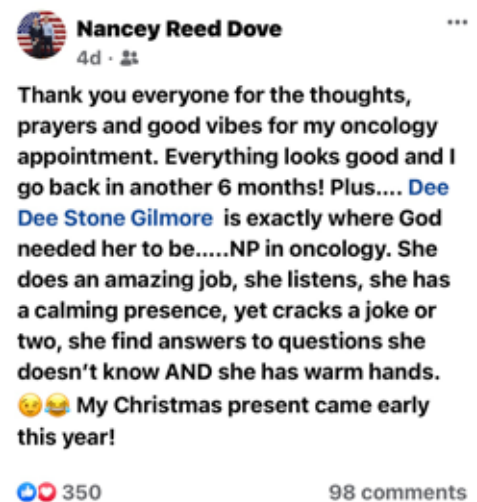 Nancey Reed Dove
4d ·
Thank you everyone for the thoughts,
prayers and good vibes for my oncology
appointment. Everything looks good and I
go back in another 6 months! Plus.... Dee
Dee Stone Gilmore is exactly where God
needed her to be.....NP in oncology. She
does an amazing job, she listens, she has
a calming presence, yet cracks a joke or
two, she find answers to questions she
doesn't know AND she has warm hands.
😉😂 My Christmas present came early
this year!
350
98 comments